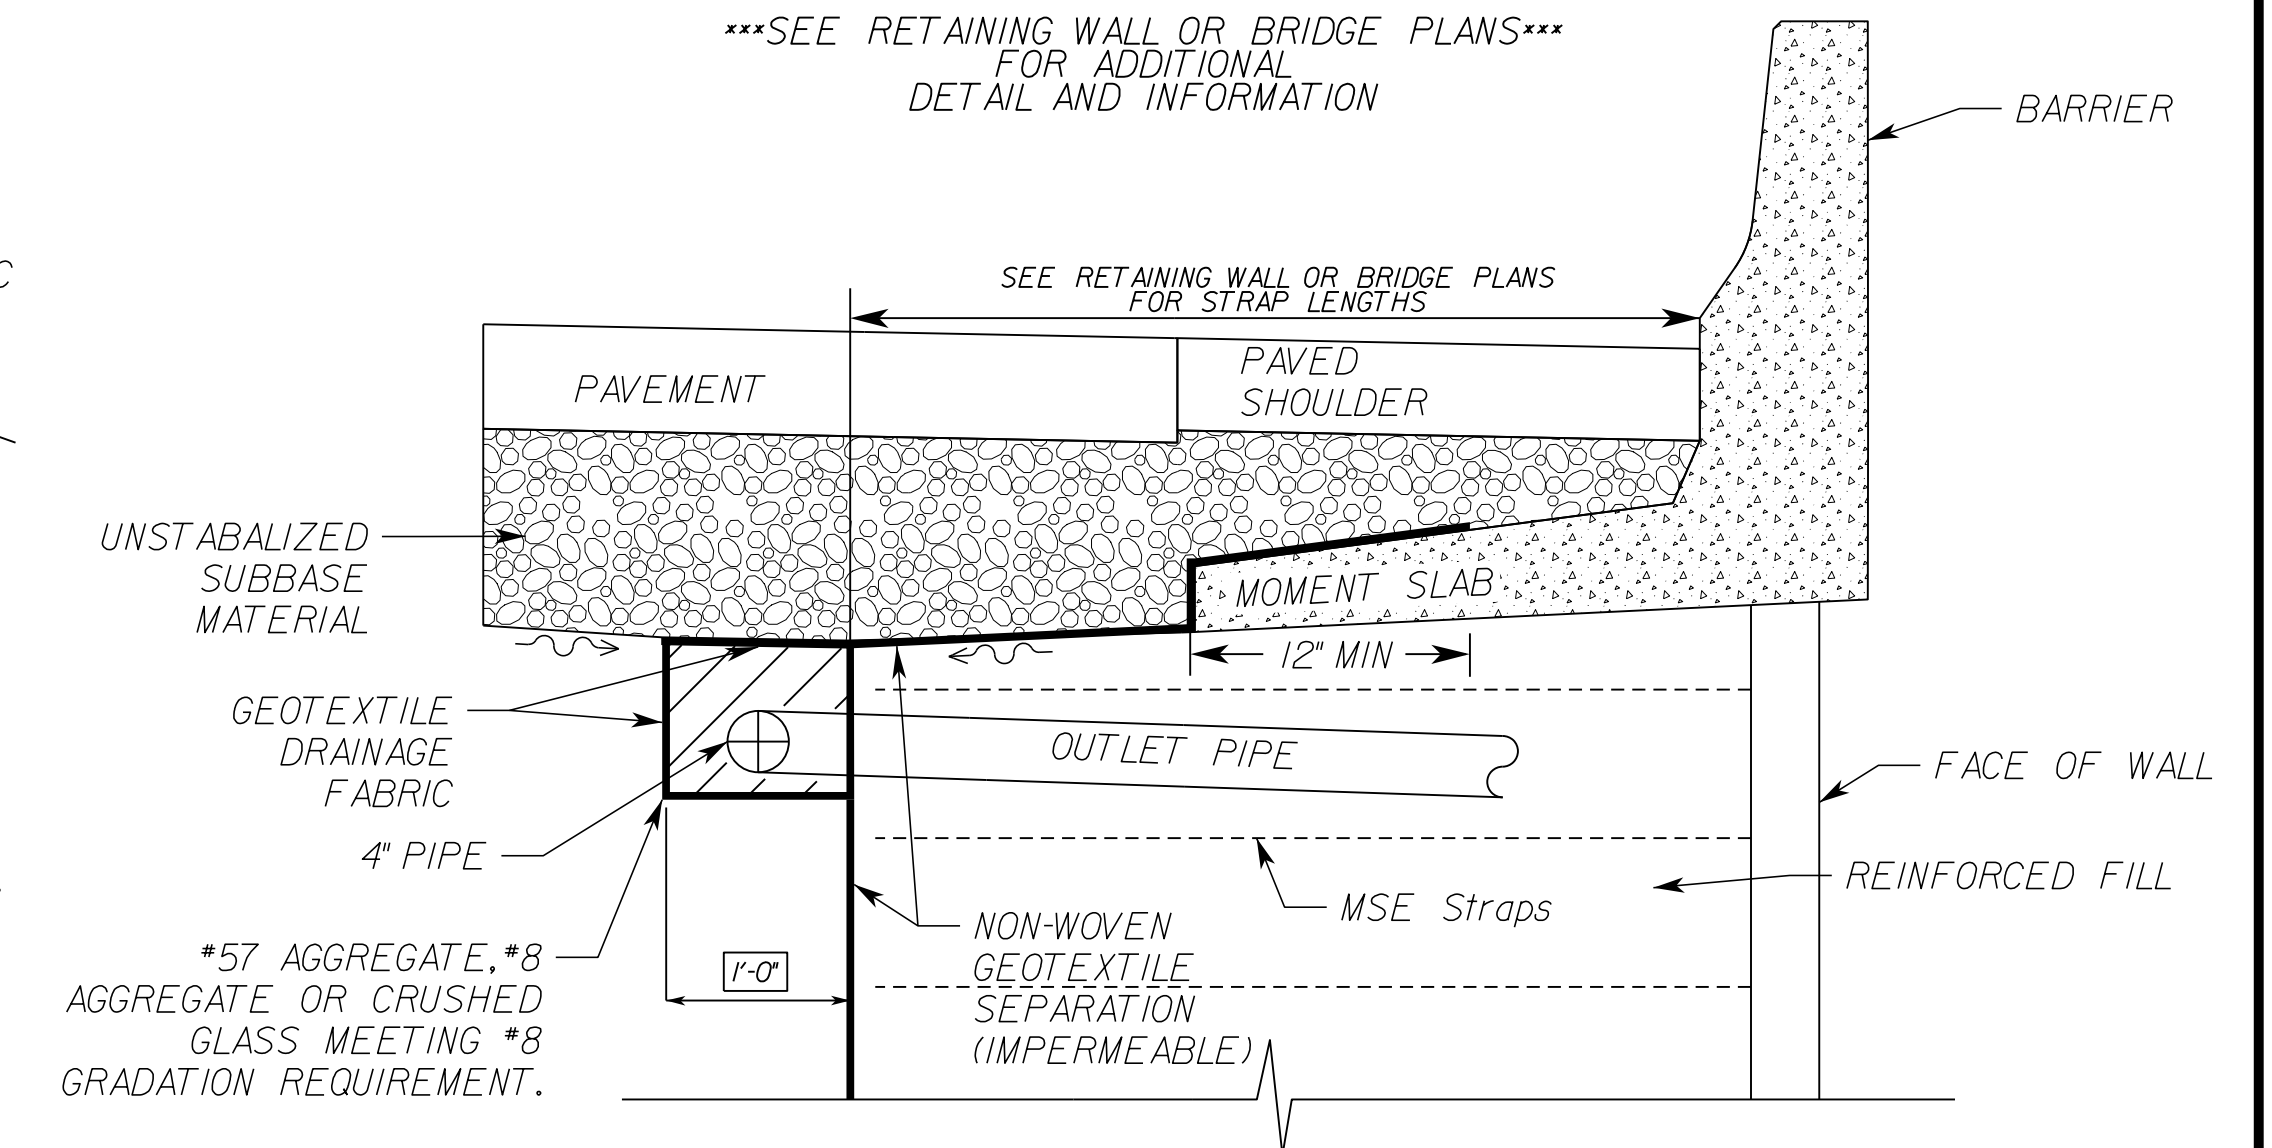 ***SEE RETAINING WALL OR BRIDGE PLANS***
FOR ADDITIONAL
DETAIL AND INFORMATION
BARRIER
SEE RETAINING WALL OR BRIDGE PLANS
FOR STRAP LENGTHS
PAVEMENT
PAVED
SHOULDER
UNSTABALIZED
SUBBASE
MATERIAL
MOMENT SLAB
12" MIN
GEOTEXTILE
DRAINAGE
FABRIC
OUTLET PIPE
FACE OF WALL
4" PIPE
REINFORCED FILL
MSE Straps
NON-WOVEN
GEOTEXTILE
SEPARATION
(IMPERMEABLE)
1'-0"
#57 AGGREGATE, #8
AGGREGATE OR CRUSHED
GLASS MEETING #8
GRADATION REQUIREMENT.